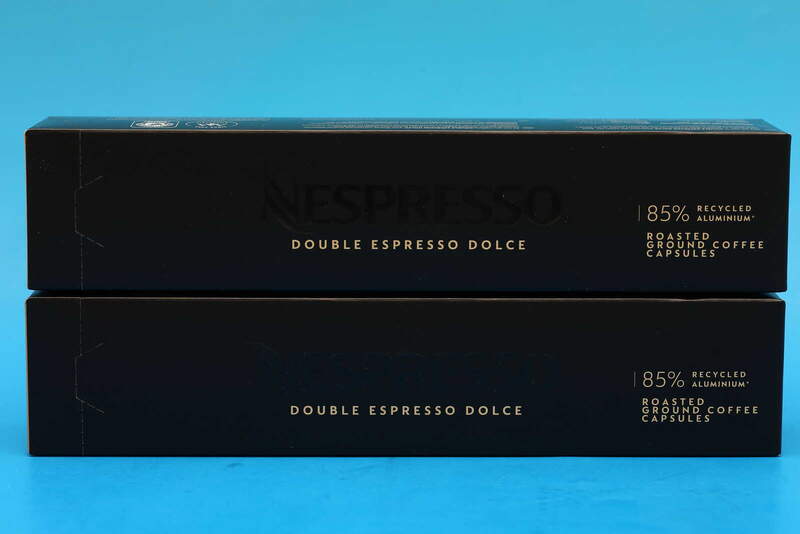 NESPRESSO
DOUBLE ESPRESSO DOLCE
85% RECYCLED
ALUMINIUM*
ROASTED
GROUND COFFEE
CAPSULES
NESPRESSO
DOUBLE ESPRESSO DOLCE
85% RECYCLED
ALUMINIUM*
ROASTED
GROUND COFFEE
CAPSULES